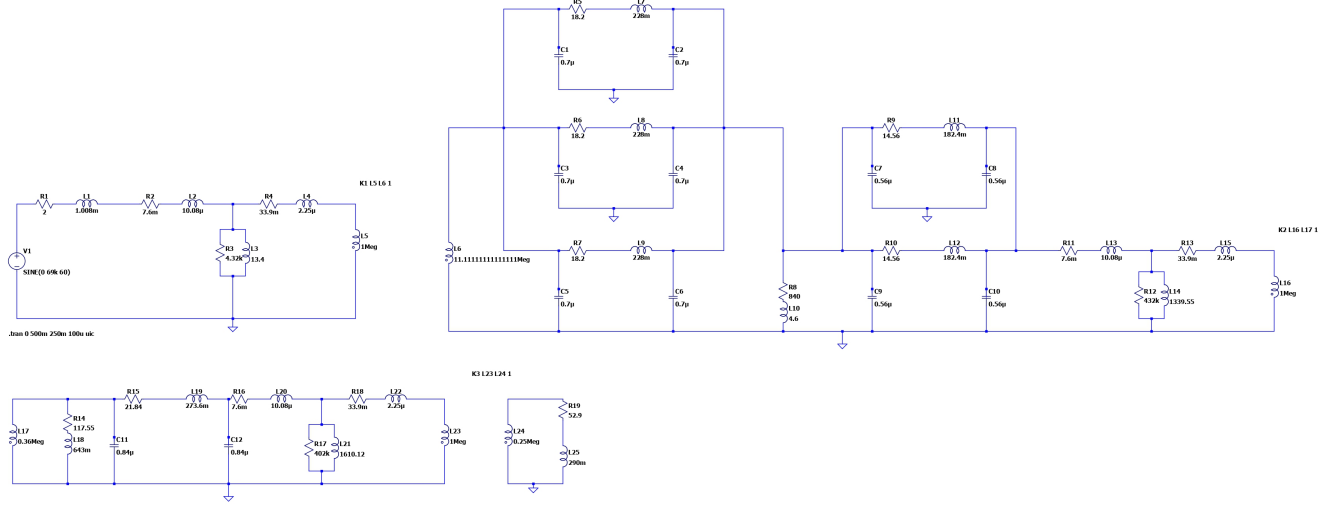 R5
18.2
L7
228m
C1
0.7µ
C2
0.7µ
R6
18.2
L8
228m
C3
0.7µ
C4
0.7µ
R9
14.56
L11
182.4m
C7
0.56µ
C8
0.56µ
K1 L5 L6 1
R1
2
L1
1.008m
R2
7.6m
L2
10.08µ
R4
33.9m
L4
2.25µ
V1
SINE(0 69k 60)
R3
4.32k
L3
13.4
L5
1Meg
L6
11.1111111111111Meg
R7
18.2
L9
228m
C5
0.7µ
C6
0.7µ
R8
840
L10
4.6
R10
14.56
L12
182.4m
C9
0.56µ
C10
0.56µ
R11
7.6m
L13
10.08µ
R13
33.9m
L15
2.25µ
R12
432k
L14
1339.55
K2 L16 L17 1
L16
1Meg
.tran 0 500m 250m 100u uic
K3 L23 L24 1
L17
0.36Meg
R14
117.55
L18
643m
R15
21.84
L19
273.6m
C11
0.84µ
C12
0.84µ
R16
7.6m
L20
10.08µ
R18
33.9m
L22
2.25µ
R17
402k
L21
1610.12
L23
1Meg
L24
0.25Meg
R19
52.9
L25
290m